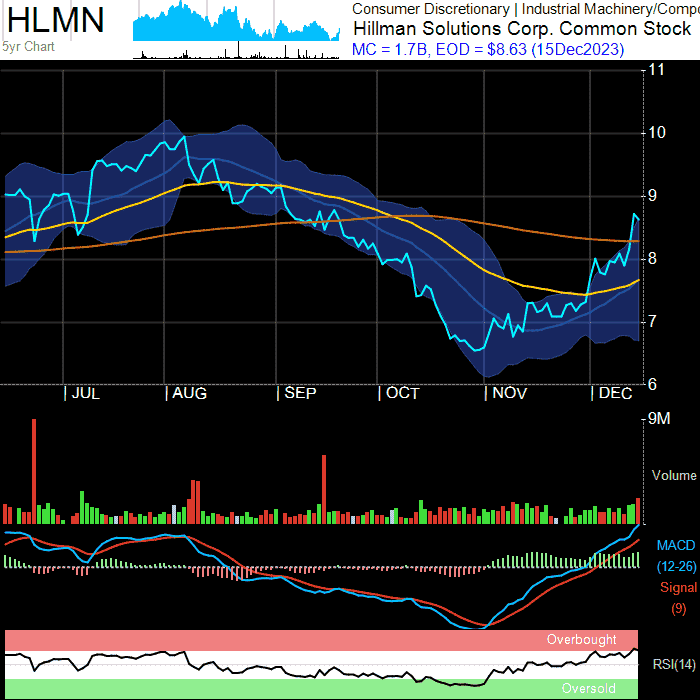 HLMN
5yr Chart
Consumer Discretionary | Industrial Machinery/Compo
Hillman Solutions Corp. Common Stock
MC = 1.7B, EOD = $8.63 (15Dec2023)
11
10
9
8
7
6
| JUL | AUG | SEP | OCT | NOV | DEC
9M
Volume
MACD
(12-26)
Signal
(9)
Overbought
RSI(14)
Oversold